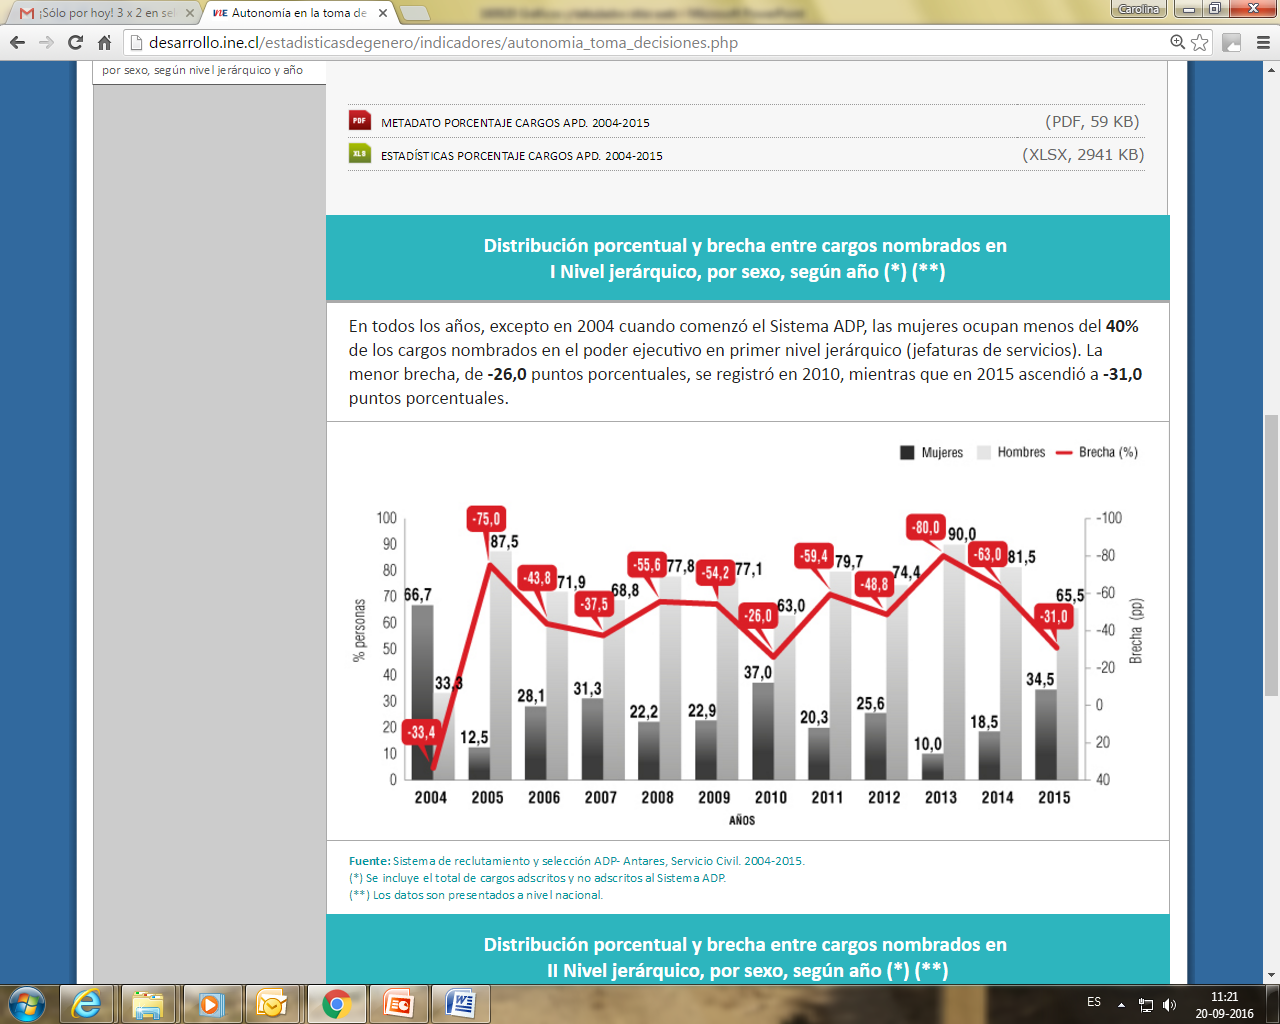 ¡Sólo por hoy! 3 x 2 en se
Autonomía en la toma de
Carolina
desarrollo.ine.cl/estadisticasdegenero/indicadores/autonomia_toma_decisiones.php
por sexo, según nivel jerárquico y año
PDF METADATO PORCENTAJE CARGOS APD. 2004-2015 (PDF, 59 KB)
XLS ESTADÍSTICAS PORCENTAJE CARGOS APD. 2004-2015 (XLSX, 2941 KB)
Distribución porcentual y brecha entre cargos nombrados en
I Nivel jerárquico, por sexo, según año (*) (**)
En todos los años, excepto en 2004 cuando comenzó el Sistema ADP, las mujeres ocupan menos del 40%
de los cargos nombrados en el poder ejecutivo en primer nivel jerárquico (jefaturas de servicios). La
menor brecha, de -26,0 puntos porcentuales, se registró en 2010, mientras que en 2015 ascendió a -31,0
puntos porcentuales.
Mujeres Hombres Brecha (%)
% personas
100
90
80
70
60
50
40
30
20
10
0
66,7 33,3 -33,4
12,5 87,5 -75,0
28,1 71,9 -43,8
31,3 68,8 -37,5
22,2 77,8 -55,6
22,9 77,1 -54,2
37,0 63,0 -26,0
20,3 79,7 -59,4
25,6 74,4 -48,8
10,0 90,0 -80,0
18,5 81,5 -63,0
34,5 65,5 -31,0
-100
-80
-60
-40
-20
0
20
40
Brecha (pp)
2004 2005 2006 2007 2008 2009 2010 2011 2012 2013 2014 2015
AÑOS
Fuente: Sistema de reclutamiento y selección ADP- Antares, Servicio Civil. 2004-2015.
(*) Se incluye el total de cargos adscritos y no adscritos al Sistema ADP.
(**) Los datos son presentados a nivel nacional.
Distribución porcentual y brecha entre cargos nombrados en
II Nivel jerárquico, por sexo, según año (*) (**)
ES
11:21
20-09-2016